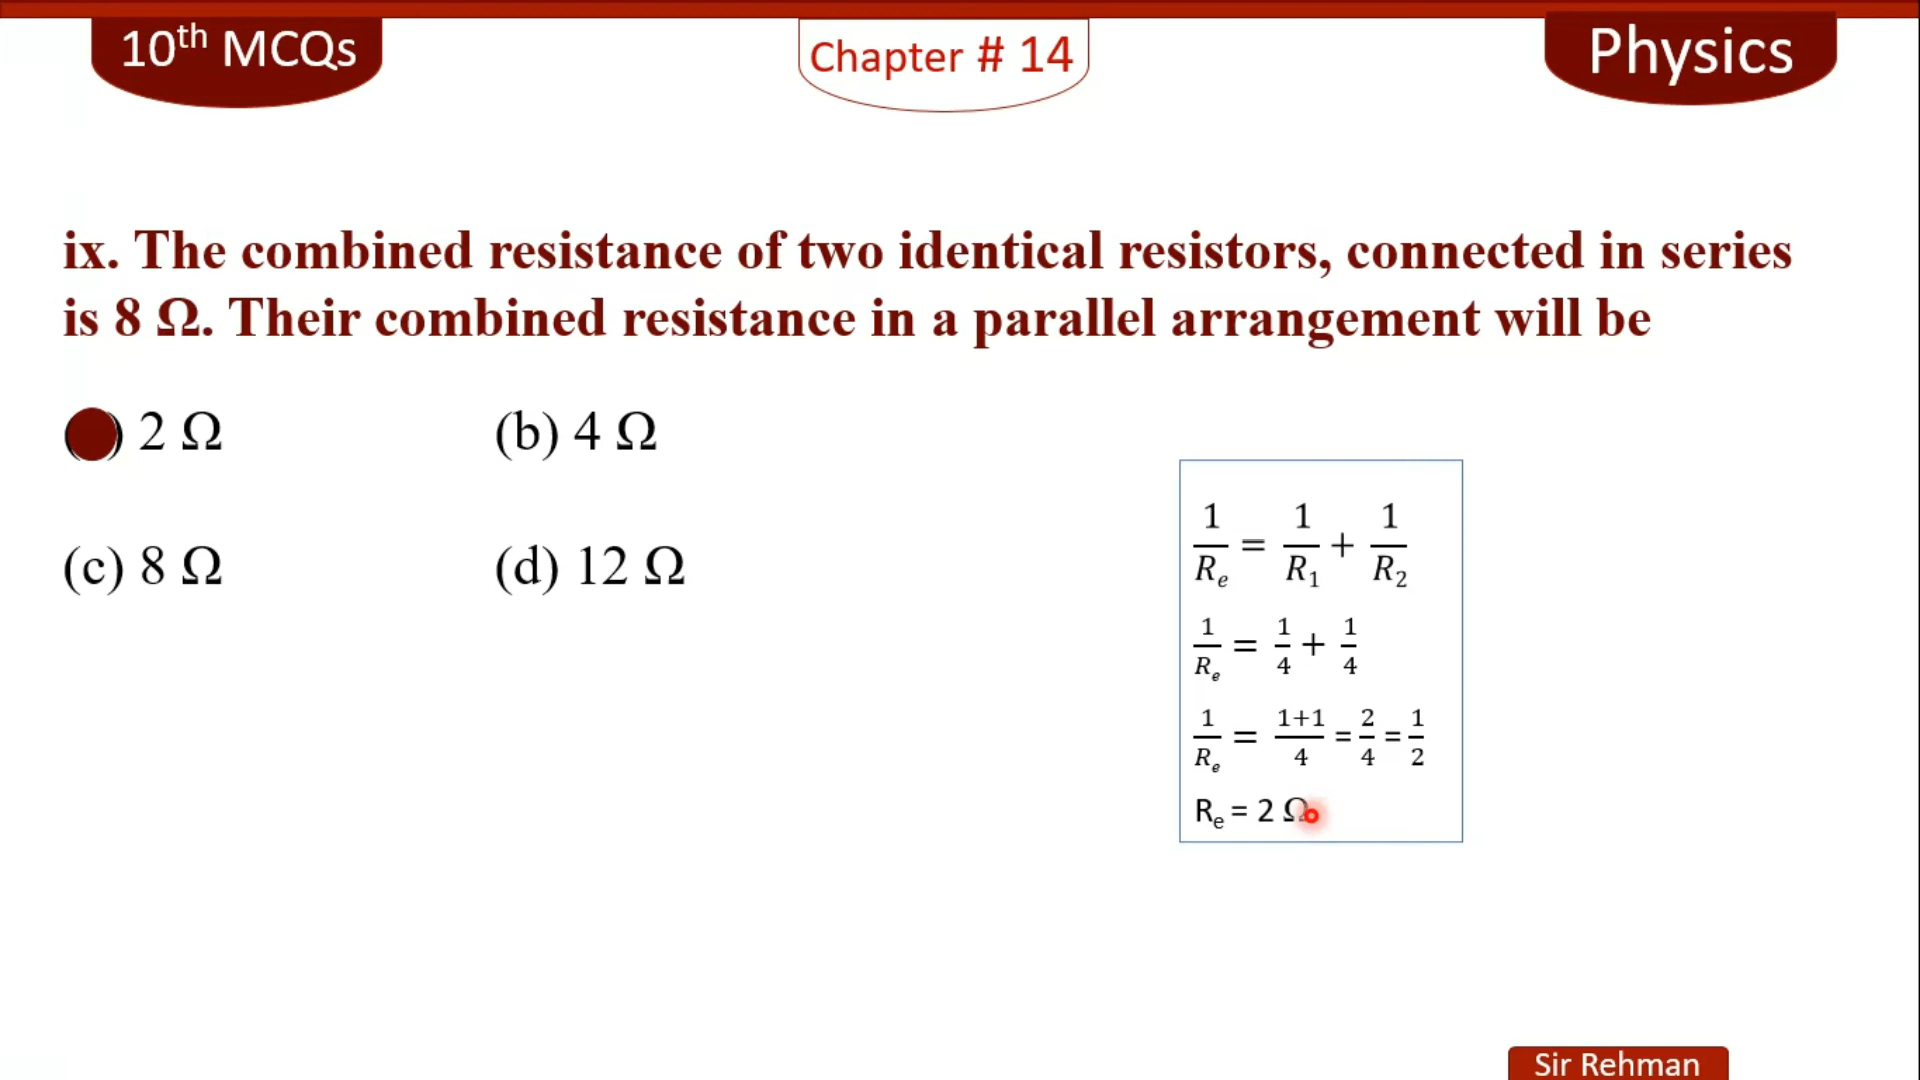 10th MCQs
Chapter # 14
Physics
ix. The combined resistance of two identical resistors, connected in series
is 8 Ω. Their combined resistance in a parallel arrangement will be
( ) 2 Ω (b) 4 Ω
(c) 8 Ω (d) 12 Ω
1/Re = 1/R1 + 1/R2
1/Re = 1/4 + 1/4
1/Re = 1+1/4 = 2/4 = 1/2
Re = 2 Ω
Sir Rehman